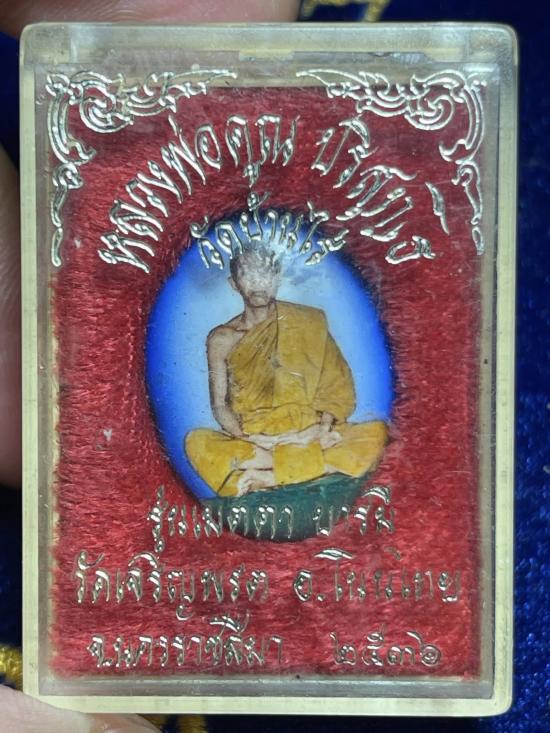 หลวงพ่อคูณ ปริสุทฺโธ
วัดบ้านไร่
รุ่นเมตตา บารมี
วัดเจริญพรต อ.โนนไทย
จ.นครราชสีมา ๒๕๓๖